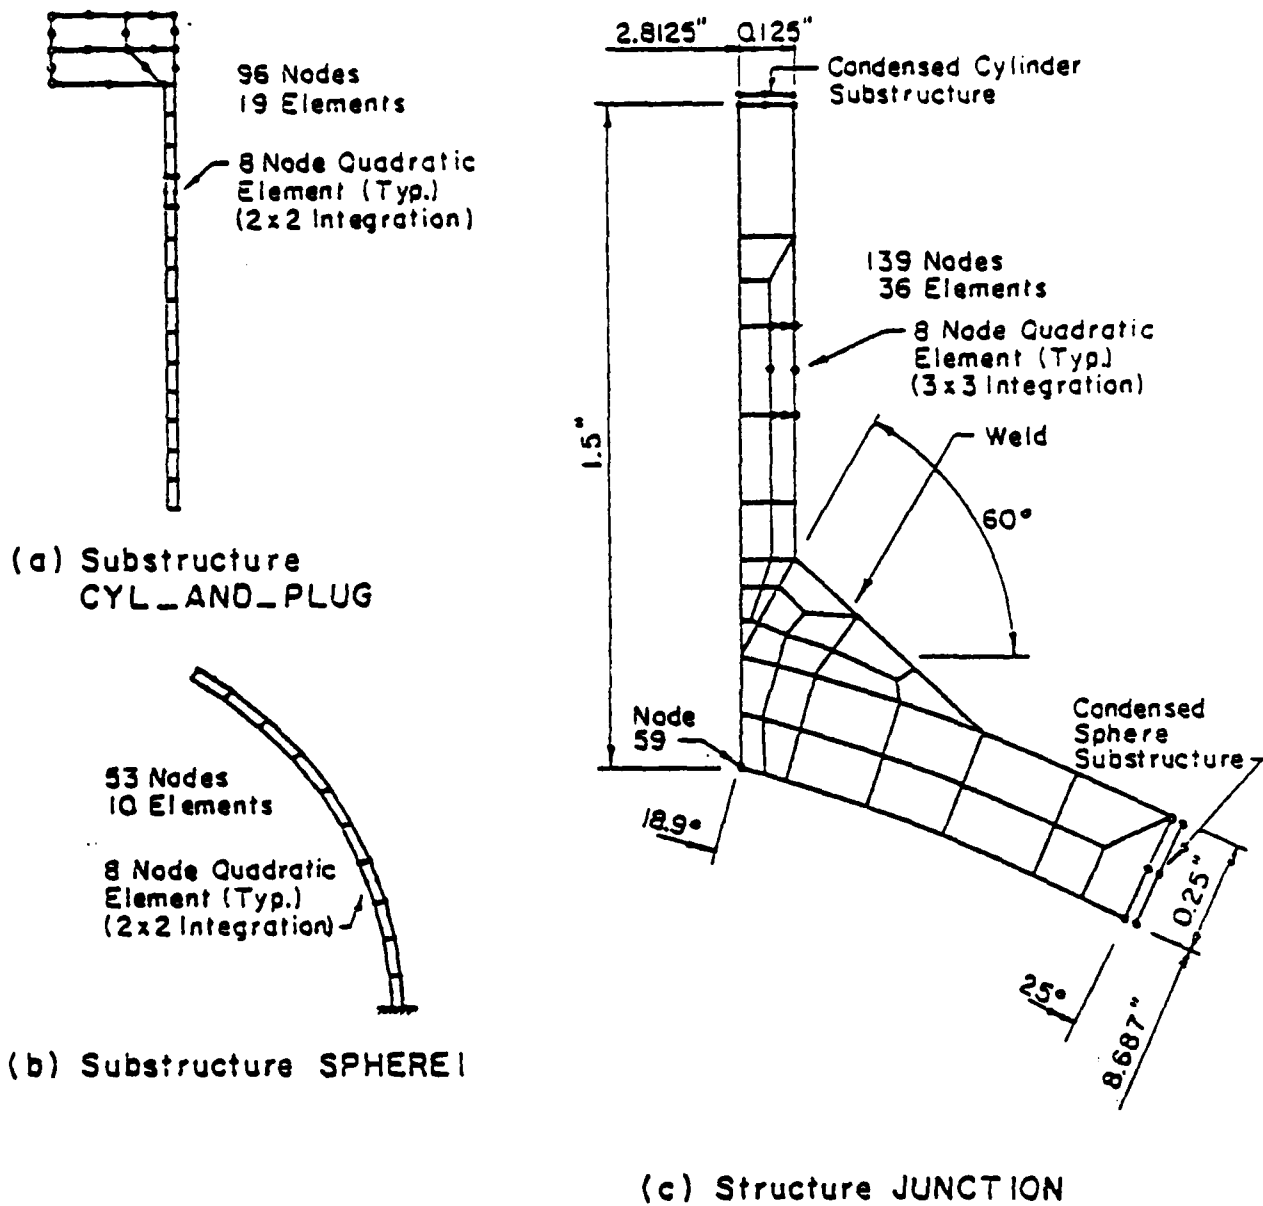 96 Nodes
19 Elements
8 Node Quadratic
Element (Typ.)
(2x2 Integration)
(a) Substructure
CYL_AND_PLUG
53 Nodes
10 Elements
8 Node Quadratic
Element (Typ.)
(2x2 Integration)
(b) Substructure SPHERE1
2.8125" 0.125"
Condensed Cylinder
Substructure
139 Nodes
36 Elements
8 Node Quadratic
Element (Typ.)
(3x3 Integration)
1.5"
Weld
60°
Node
59
Condensed
Sphere
Substructure
18.9°
0.25"
25°
8.687"
(c) Structure JUNCTION